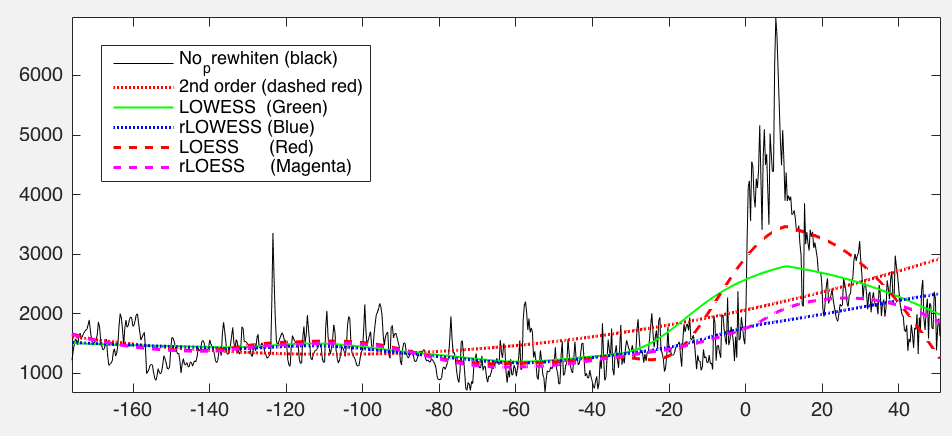 No_prewhiten (black)
2nd order (dashed red)
LOWESS (Green)
rLOWESS (Blue)
LOESS (Red)
rLOESS (Magenta)
6000
5000
4000
3000
2000
1000
-160 -140 -120 -100 -80 -60 -40 -20 0 20 40